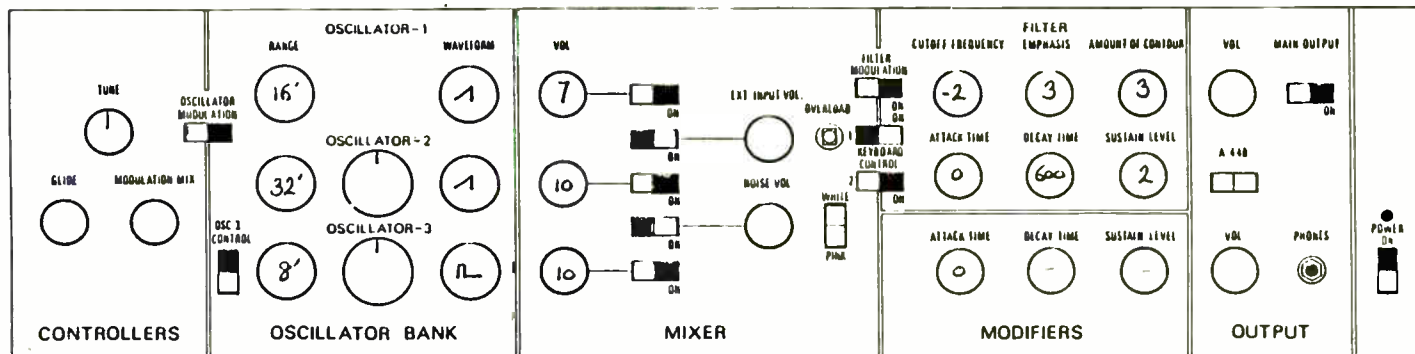 OSCILLATOR-1
RANGE
WAVEFORM
VOL
FILTER
CUTOFF FREQUENCY
EMPHASIS
AMOUNT OF CONTOUR
VOL
MAIN OUTPUT
TUNE
OSCILLATOR MODULATION
16'
7
ON
EXT INPUT VOL.
OVERLOAD
FILTER MODULATION
ON
-2
3
3
ON
OSCILLATOR-2
ON
1
ON
KEYBOARD CONTROL
2
ON
ATTACK TIME
DECAY TIME
SUSTAIN LEVEL
A 440
GLIDE
MODULATION MIX
32'
10
ON
NOISE VOL
WHITE
PINK
0
600
2
OSCILLATOR-3
OSC 3 CONTROL
8'
ON
10
ON
ATTACK TIME
DECAY TIME
SUSTAIN LEVEL
0
-
-
VOL
PHONES
POWER
ON
CONTROLLERS
OSCILLATOR BANK
MIXER
MODIFIERS
OUTPUT